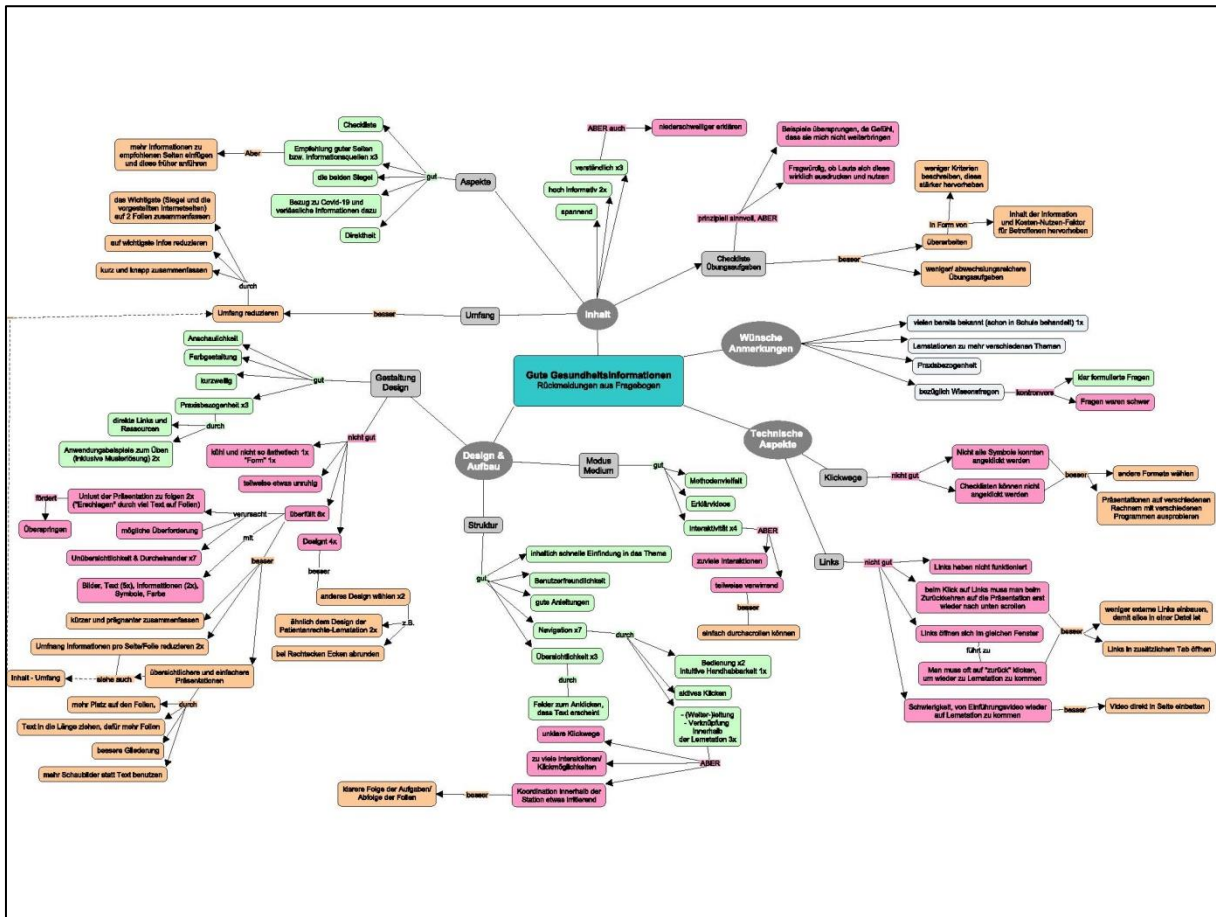 Checkliste
Empfehlung guter Seiten
bzw. Informationsquellen x3
Aber
mehr Informationen zu
empfohlenen Seiten einfügen
und diese früher anführen
die beiden Siegel
gut
Aspekte
Bezug zu Covid-19 und
verlässliche Informationen dazu
Direktheit
ABER auch
niederschwelliger erklären
verständlich x3
hoch informativ 2x
spannend
Beispiele übersprungen, da Gefühl,
dass sie mich nicht weiterbringen
Fragwürdig, ob Leute sich diese
wirklich ausdrucken und nutzen
prinzipiell sinnvoll, ABER
Checkliste
Übungsaufgaben
besser
überarbeiten
in Form von
weniger Kriterien
beschreiben, diese
stärker hervorheben
Inhalt der Information
und Kosten-Nutzen-Faktor
für Betroffenen hervorheben
weniger/ abwechslungsreichere
Übungsaufgaben
das Wichtigste (Siegel und die
vorgestellten Internetseiten)
auf 2 Folien zusammenfassen
auf wichtigste Infos reduzieren
kurz und knapp zusammenfassen
durch
Umfang reduzieren
besser
Umfang
Inhalt
Wünsche
Anmerkungen
vielen bereits bekannt (schon in Schule behandelt) 1x
Lernstationen zu mehr verschiedenen Themen
Praxisbezogenheit
bezüglich Wissensfragen
kontrovers
klar formulierte Fragen
Fragen waren schwer
Gute Gesundheitsinformationen
Rückmeldungen aus Fragebogen
Anschaulichkeit
Farbgestaltung
kurzweilig
gut
Gestaltung
Design
Praxisbezogenheit x3
durch
direkte Links und
Ressourcen
Anwendungsbeispiele zum Üben
(inklusive Musterlösung) 2x
nicht gut
kühl und nicht so ästhetisch 1x
"Form" 1x
teilweise etwas unruhig
überfüllt 8x
Designt 4x
fördert
Unlust der Präsentation zu folgen 2x
("Erschlagen" durch viel Text auf Folien)
Überspringen
verursacht
mögliche Überforderung
mit
Unübersichtlichkeit & Durcheinander x7
Bilder, Text (5x), Informationen (2x),
Symbole, Farbe
besser
kürzer und prägnanter zusammenfassen
Umfang Informationen pro Seite/Folie reduzieren 2x
Inhalt - Umfang
siehe auch
übersichtlichere und einfachere
Präsentationen
durch
mehr Platz auf den Folien,
Text in die Länge ziehen, dafür mehr Folien
bessere Gliederung
mehr Schaubilder statt Text benutzen
besser
anderes Design wählen x2
z.B.
ähnlich dem Design der
Patientenrechte-Lernstation 2x
bei Rechtecken Ecken abrunden
Design &
Aufbau
Modus
Medium
gut
Methodenvielfalt
Erklärvideos
Interaktivität x4
ABER
zuviele Interaktionen
teilweise verwirrend
besser
einfach durchscrollen können
Struktur
gut
inhaltlich schnelle Einfindung in das Thema
Benutzerfreundlichkeit
gute Anleitungen
Navigation x7
Übersichtlichkeit x3
durch
Felder zum Anklicken,
dass Text erscheint
durch
Bedienung x2
intuitive Handhabbarkeit 1x
aktives Klicken
- (Weiter-)leitung
- Verknüpfung
innerhalb
der Lernstation 3x
ABER
unklare Klickwege
zu viele Interaktionen/
Klickmöglichkeiten
Koordination innerhalb der
Station etwas irritierend
besser
klarere Folge der Aufgaben/
Abfolge der Folien
Technische
Aspekte
Klickwege
nicht gut
Nicht alle Symbole konnten
angeklickt werden
Checklisten können nicht
angeklickt werden
besser
andere Formate wählen
Präsentationen auf verschiedenen
Rechnern mit verschiedenen
Programmen ausprobieren
Links
nicht gut
Links haben nicht funktioniert
beim Klick auf Links muss man beim
Zurückkehren auf die Präsentation erst
wieder nach unten scrollen
Links öffnen sich im gleichen Fenster
führt zu
Man muss oft auf "zurück" klicken,
um wieder zu Lernstation zu kommen
besser
weniger externe Links einbauen,
damit alles in einer Datei ist
Links in zusätzlichem Tab öffnen
Schwierigkeit, von Einführungsvideo wieder
auf Lernstation zu kommen
besser
Video direkt in Seite einbetten